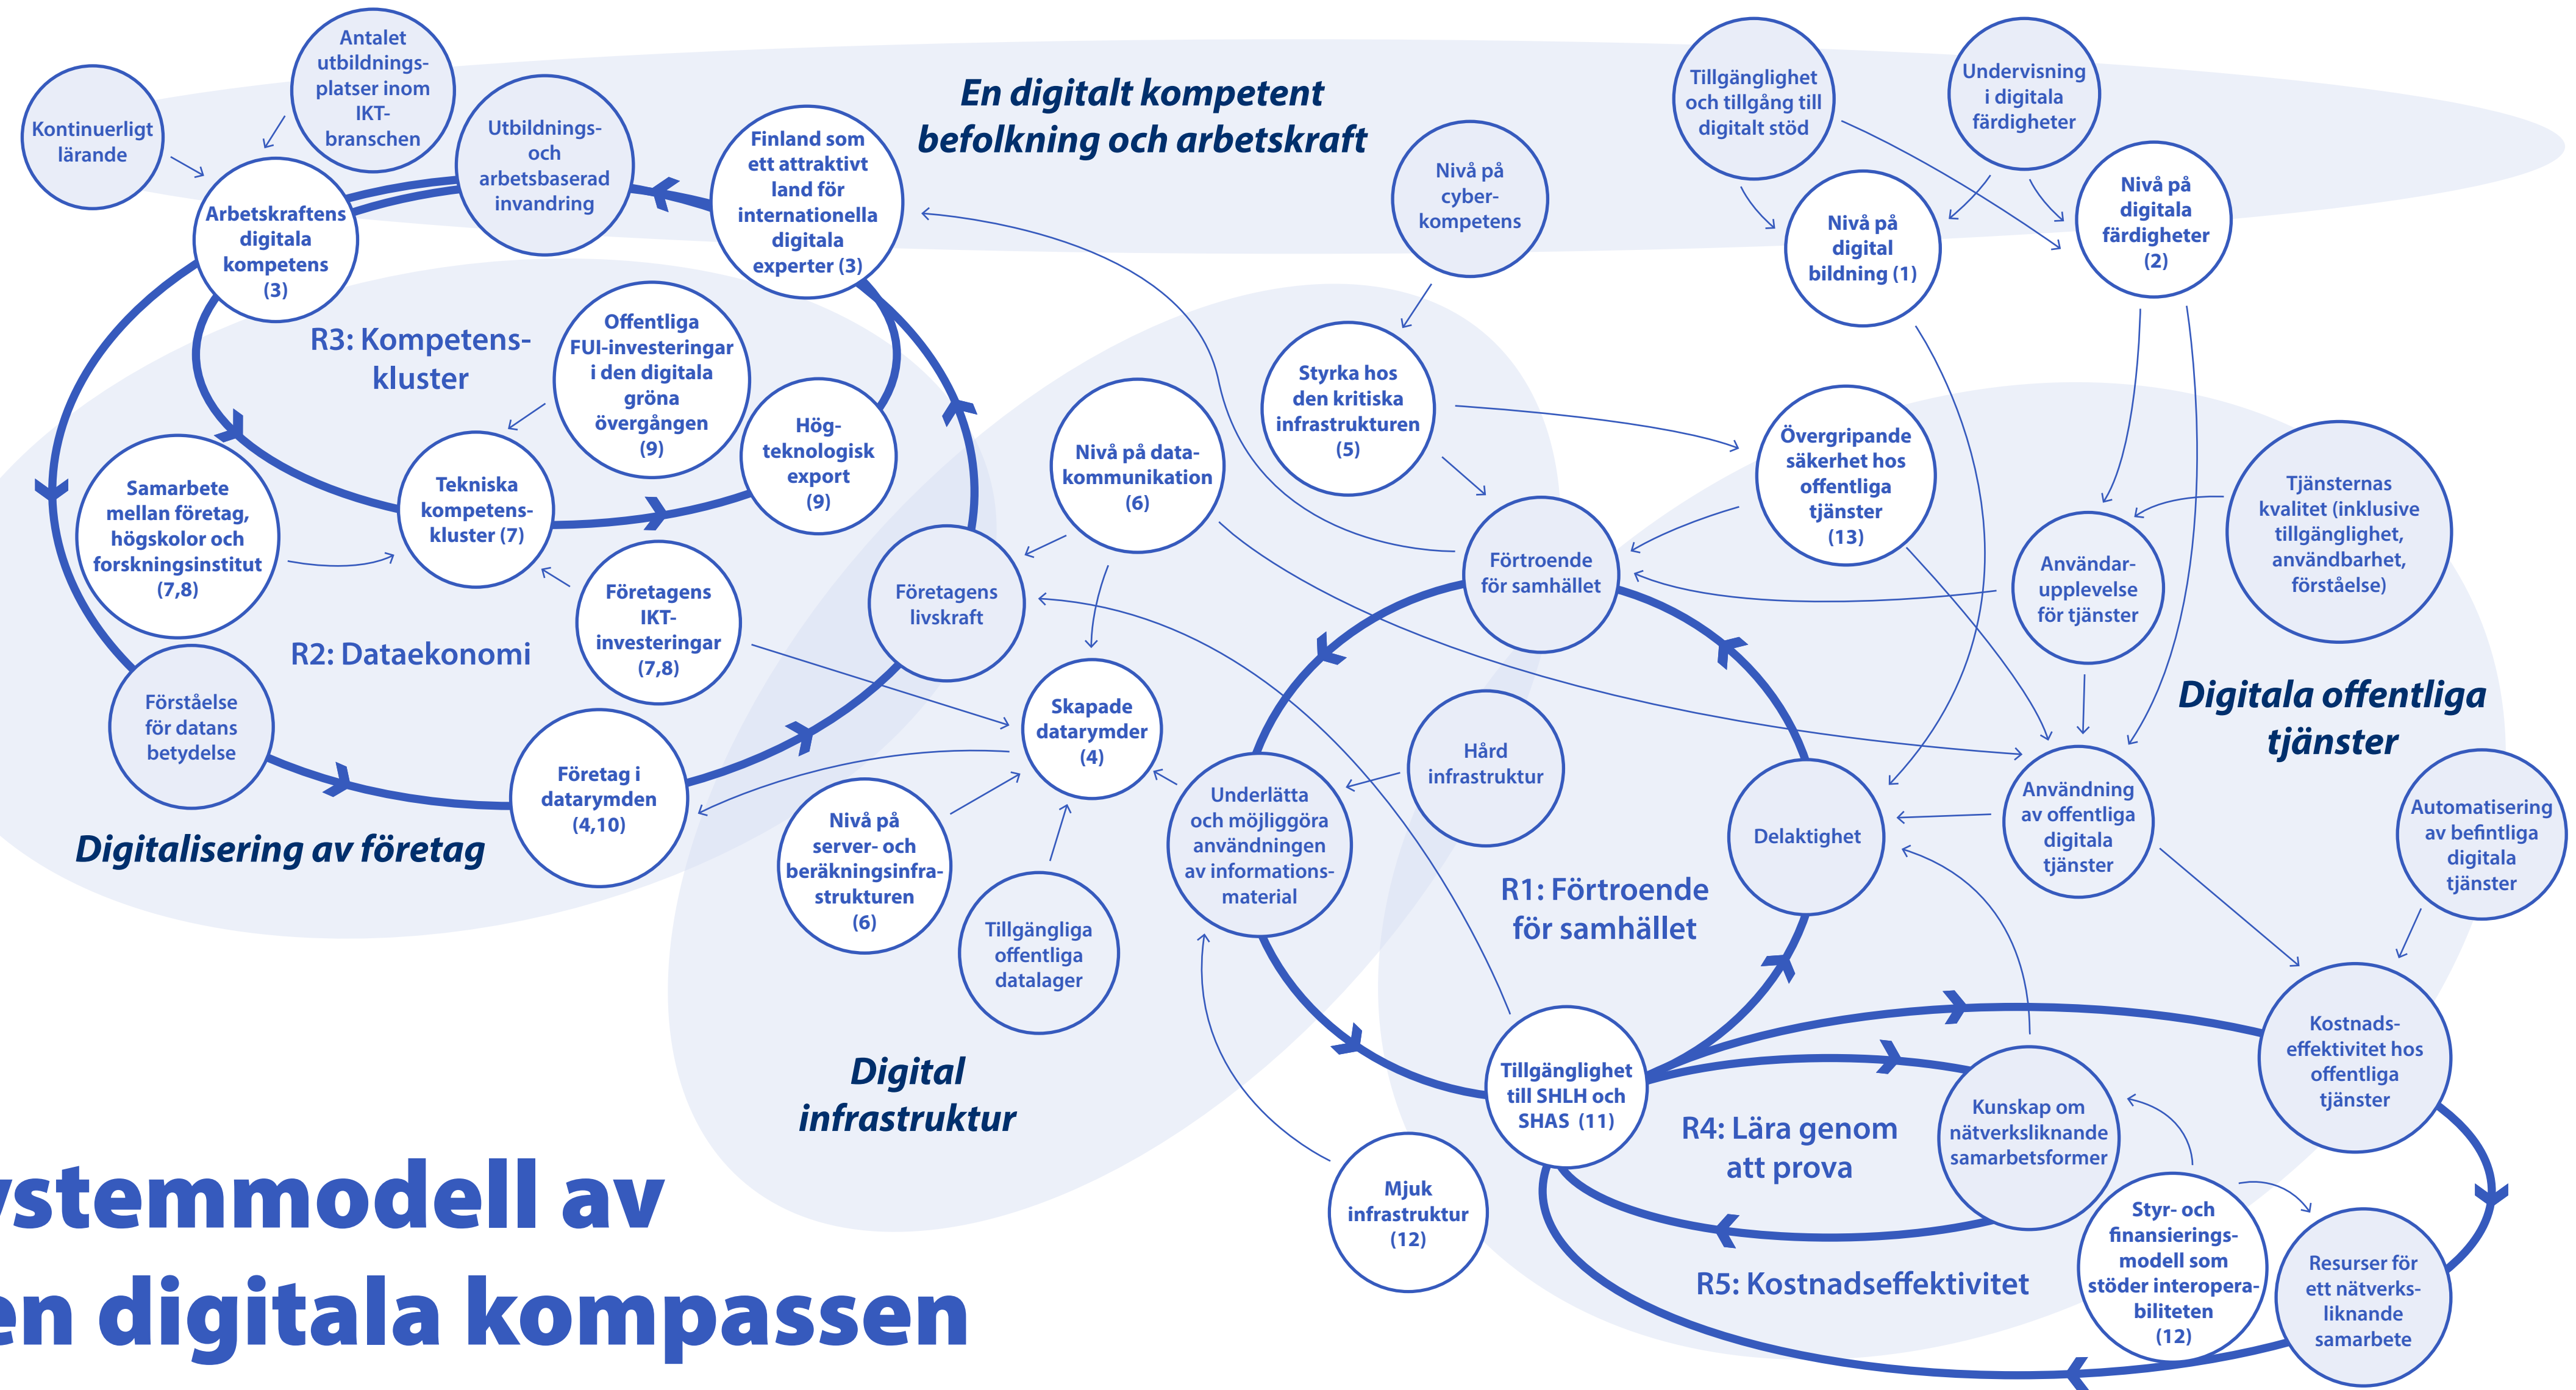 Kontinuerligt
lärande
Antalet
utbildnings-
platser inom
IKT-
branschen
Utbildnings-
och
arbetsbaserad
invandring
Finland som
ett attraktivt
land för
internationella
digitala
experter (3)
En digitalt kompetent
befolkning och arbetskraft
Nivå på
cyber-
kompetens
Tillgänglighet
och tillgång till
digitalt stöd
Undervisning
i digitala
färdigheter
Nivå på
digital
bildning (1)
Nivå på
digitala
färdigheter
(2)
Arbetskraftens
digitala
kompetens
(3)
R3: Kompetens-
kluster
Offentliga
FUI-investeringar
i den digitala
gröna
övergången
(9)
Hög-
teknologisk
export
(9)
Samarbete
mellan företag,
högskolor och
forskningsinstitut
(7,8)
Tekniska
kompetens-
kluster (7)
Företagens
IKT-
investeringar
(7,8)
R2: Dataekonomi
Förståelse
för datans
betydelse
Företag i
datarymden
(4,10)
Digitalisering av företag
Företagens
livskraft
Nivå på data-
kommunikation
(6)
Styrka hos
den kritiska
infrastrukturen
(5)
Övergripande
säkerhet hos
offentliga
tjänster
(13)
Förtroende
för samhället
Användar-
upplevelse
för tjänster
Tjänsternas
kvalitet (inklusive
tillgänglighet,
användbarhet,
förståelse)
Digitala offentliga
tjänster
Skapade
datarymder
(4)
Nivå på
server- och
beräkningsinfra-
strukturen
(6)
Tillgängliga
offentliga
datalager
Underlätta
och möjliggöra
användningen
av informations-
material
Hård
infrastruktur
Delaktighet
Användning
av offentliga
digitala
tjänster
Automatisering
av befintliga
digitala
tjänster
R1: Förtroende
för samhället
Digital
infrastruktur
Tillgänglighet
till SHLH och
SHAS (11)
Mjuk
infrastruktur
(12)
R4: Lära genom
att prova
Kunskap om
nätverksliknande
samarbetsformer
Kostnads-
effektivitet hos
offentliga
tjänster
R5: Kostnadseffektivitet
Styr- och
finansierings-
modell som
stöder interopera-
biliteten
(12)
Resurser för
ett nätverks-
liknande
samarbete
ystemmodell av
en digitala kompassen